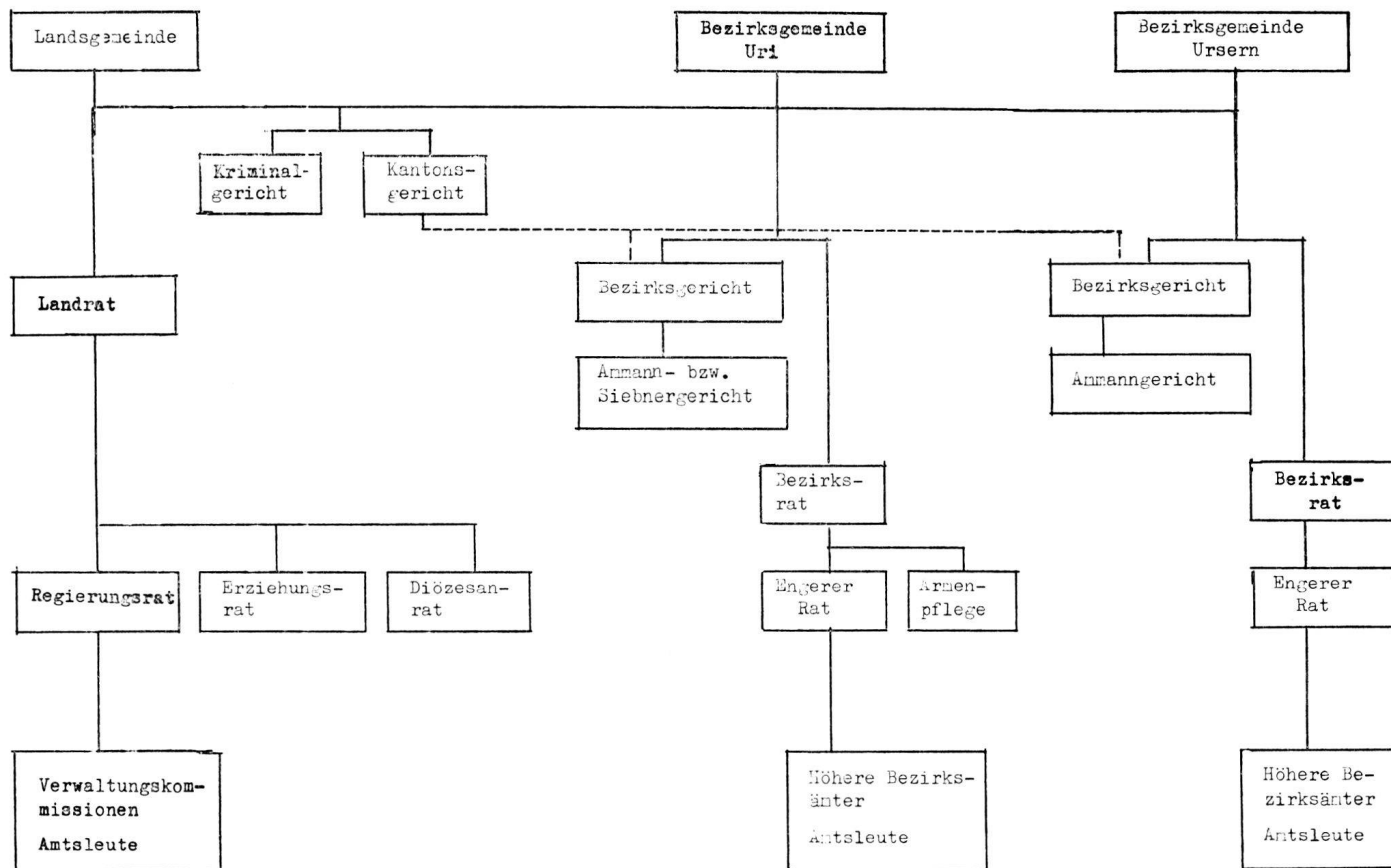 Landsgemeinde
Bezirksgemeinde
Uri
Bezirksgemeinde
Ursern
Kriminal-
gericht
Kantons-
gericht
Landrat
Bezirksgericht
Bezirksgericht
Ammann- bzw.
Siebnergericht
Ammanngericht
Bezirks-
rat
Bezirks-
rat
Regierungsrat
Erziehungs-
rat
Diözesan-
rat
Engerer
Rat
Armen-
pflege
Engerer
Rat
Verwaltungskom-
missionen
Amtsleute
Höhere Bezirks-
ämter
Amtsleute
Höhere Be-
zirksämter
Amtsleute